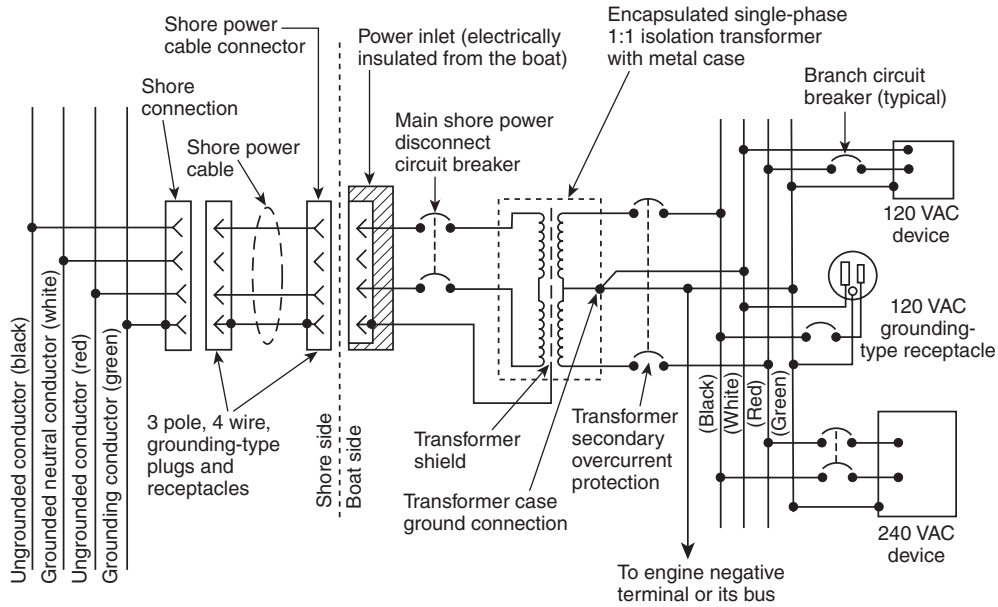 Shore power
cable connector
Encapsulated single-phase
1:1 isolation transformer
with metal case
Power inlet (electrically
insulated from the boat)
Branch circuit
breaker (typical)
Shore
connection
Main shore power
disconnect
circuit breaker
Shore power
cable
120 VAC
device
120 VAC
grounding-
type receptacle
Ungrounded conductor (black)
Grounded neutral conductor (white)
Ungrounded conductor (red)
Grounding conductor (green)
3 pole, 4 wire,
grounding-type
plugs and
receptacles
Shore side
Boat side
Transformer
shield
Transformer case
ground connection
Transformer
secondary
overcurrent
protection
(Black)
(White)
(Red)
(Green)
240 VAC
device
To engine negative
terminal or its bus